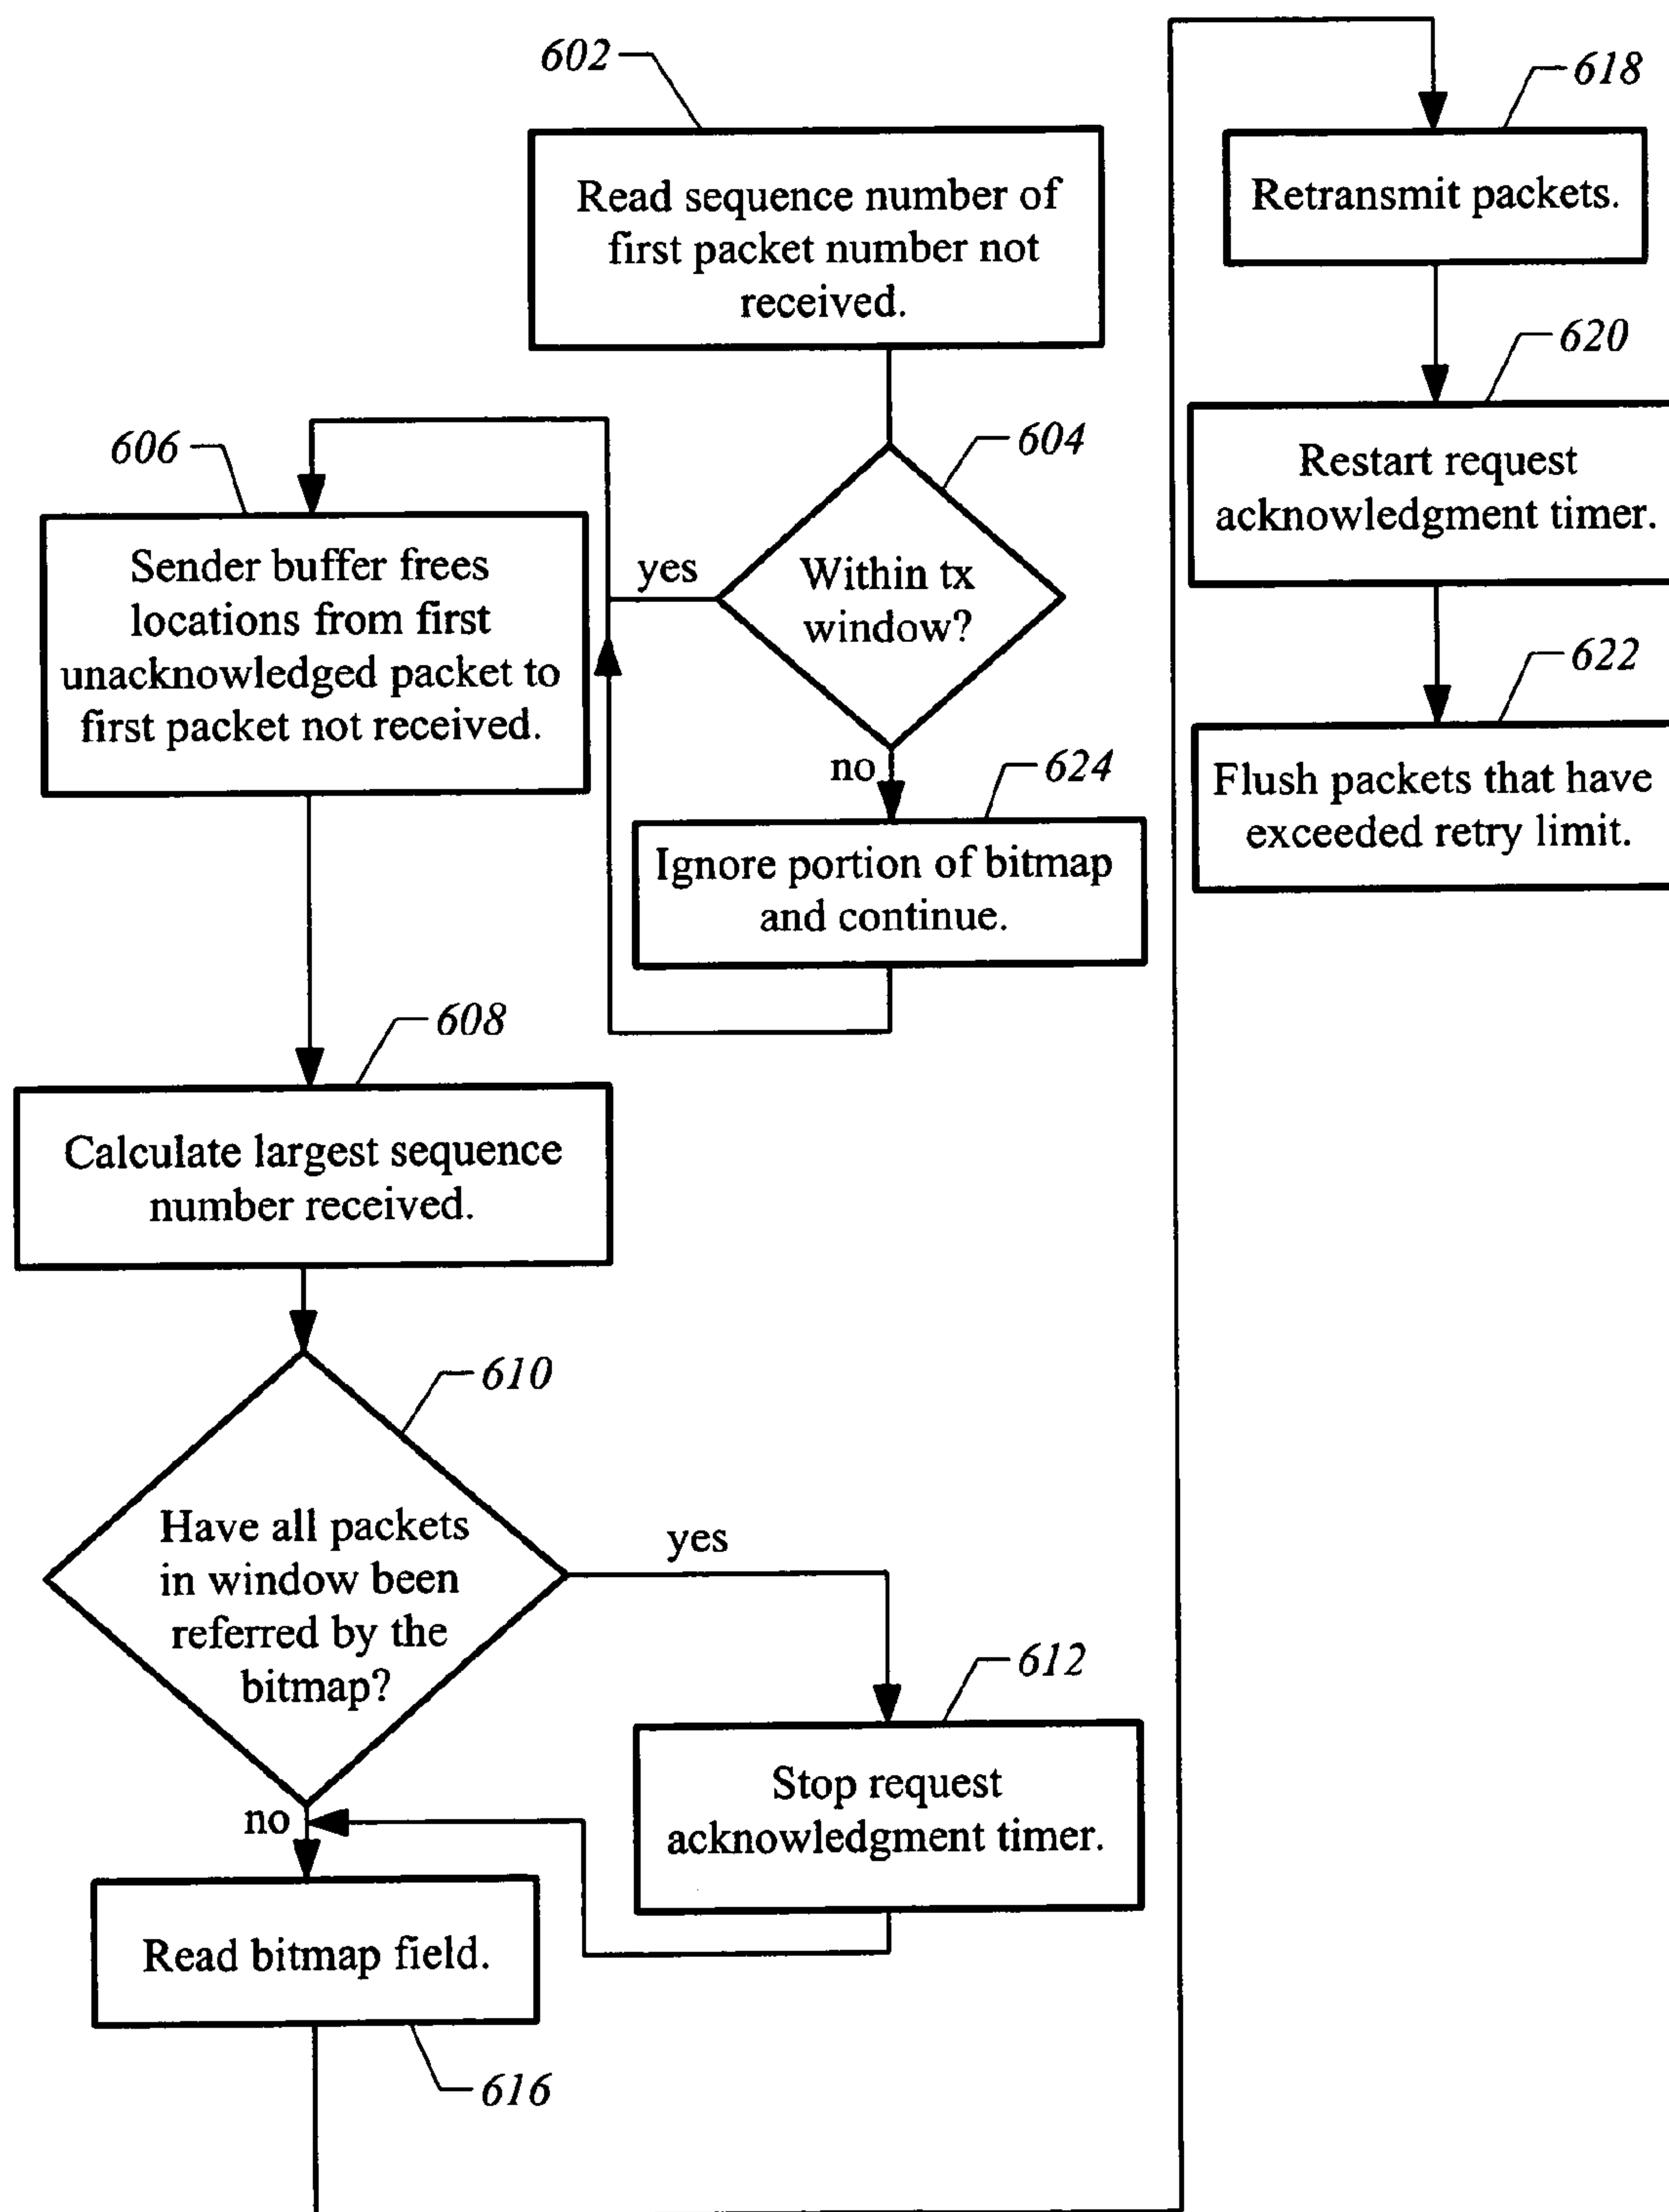 602
Read sequence number of
first packet number not
received.
604
Within tx
window?
yes
no
606
Sender buffer frees
locations from first
unacknowledged packet to
first packet not received.
624
Ignore portion of bitmap
and continue.
608
Calculate largest sequence
number received.
610
Have all packets
in window been
referred by the
bitmap?
yes
no
612
Stop request
acknowledgment timer.
Read bitmap field.
616
618
Retransmit packets.
620
Restart request
acknowledgment timer.
622
Flush packets that have
exceeded retry limit.